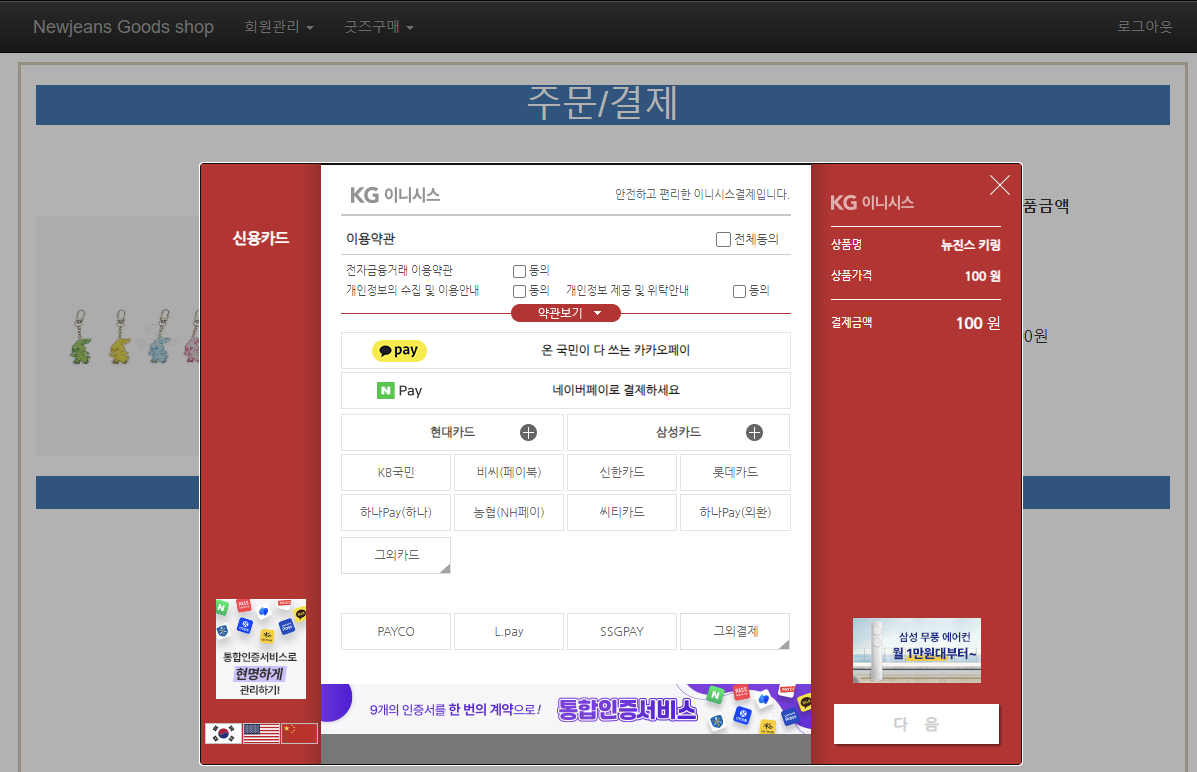 Newjeans Goods shop 회원관리 굿즈구매 로그아웃
주문/결제
품금액
0원
신용카드
통합인증서비스로
현명하게
관리하기!
KG 이니시스 안전하고 편리한 이니시스결제입니다.
이용약관 전체동의
전자금융거래 이용약관 동의
개인정보의 수집 및 이용안내 동의 개인정보 제공 및 위탁안내 동의
약관보기
pay 온 국민이 다 쓰는 카카오페이
N Pay 네이버페이로 결제하세요
현대카드 삼성카드
KB국민 비씨(페이북) 신한카드 롯데카드
하나Pay(하나) 농협(NH페이) 씨티카드 하나Pay(외환)
그외카드
PAYCO L.pay SSGPAY 그외결제
9개의 인증서를 한 번의 계약으로! 통합인증서비스
KG 이니시스
상품명 뉴진스 키링
상품가격 100 원
결제금액 100 원
삼성 무풍 에어컨
월 1만원대부터~
다 음